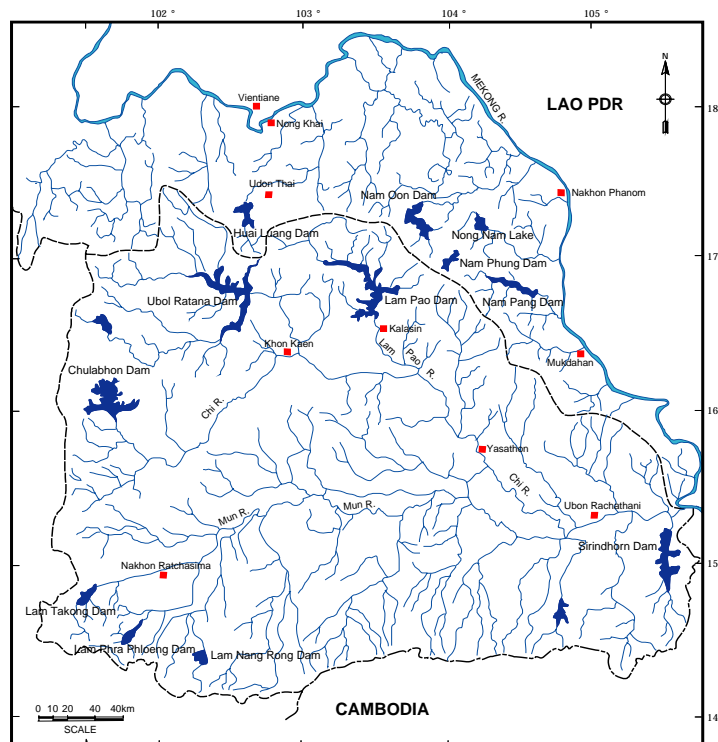 102 °
103 °
104 °
105 °
N
Vientiane
Nong Khai
MEKONG R.
LAO PDR
18
Udon Thai
Nam Oon Dam
Nakhon Phanom
Huai Luang Dam
Nong Nam Lake
17
Nam Phung Dam
Ubol Ratana Dam
Lam Pao Dam
Nam Pang Dam
Kalasin
Khon Kaen
Lam Pao R.
Mukdahan
Chulabhon Dam
Chi R.
16
Yasathon
Chi R.
Mun R.
Mun R.
Ubon Rachathani
Sirindhorn Dam
15
Nakhon Ratchasima
Lam Takong Dam
Lam Phra Phloeng Dam
Lam Nang Rong Dam
CAMBODIA
14
0 10 20 40 40km
SCALE